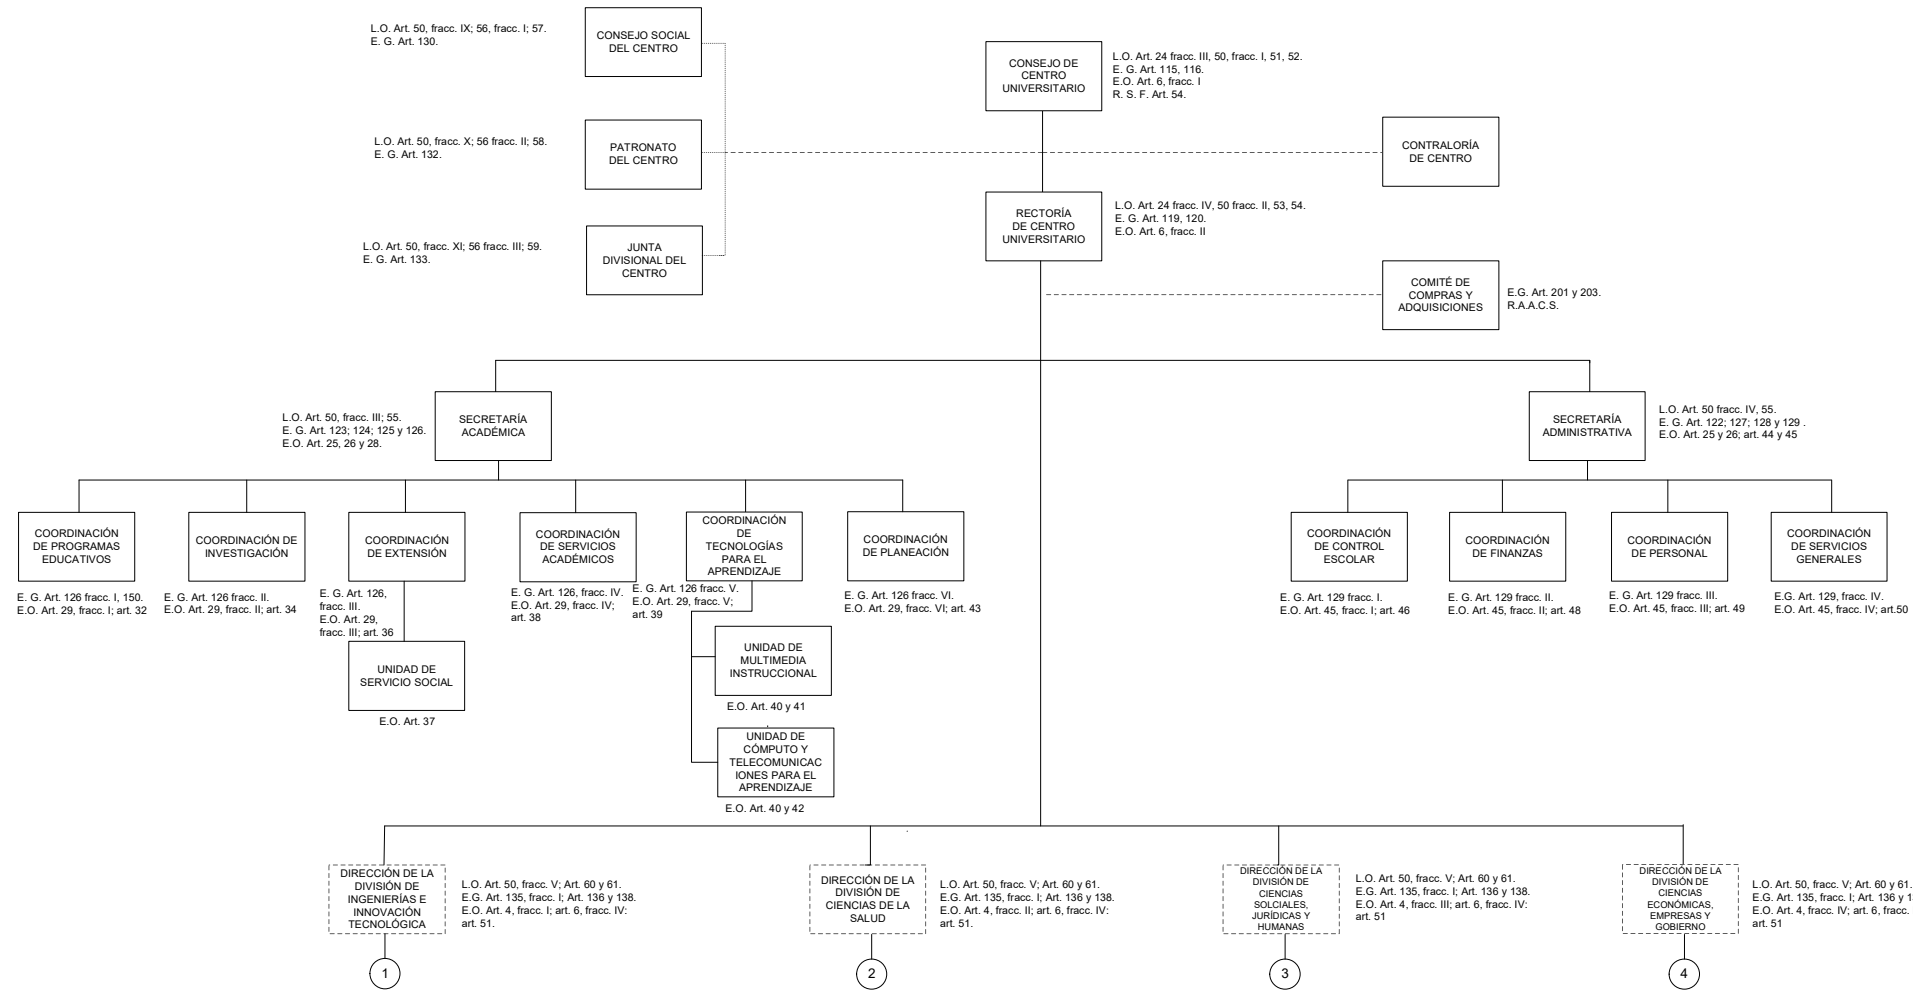 L.O. Art. 50, fracc. IX; 56, fracc. I; 57.
E. G. Art. 130.
CONSEJO SOCIAL
DEL CENTRO
CONSEJO DE
CENTRO
UNIVERSITARIO
L.O. Art. 24 fracc. III, 50, fracc. I, 51, 52.
E. G. Art. 115, 116.
E.O. Art. 6, fracc. I
R. S. F. Art. 54.
L.O. Art. 50, fracc. X; 56 fracc. II; 58.
E. G. Art. 132.
PATRONATO
DEL CENTRO
CONTRALORÍA
DE CENTRO
RECTORÍA
DE CENTRO
UNIVERSITARIO
L.O. Art. 24 fracc. IV, 50 fracc. II, 53, 54.
E. G. Art. 119, 120.
E.O. Art. 6, fracc. II
L.O. Art. 50, fracc. XI; 56 fracc. III; 59.
E. G. Art. 133.
JUNTA
DIVISIONAL DEL
CENTRO
COMITÉ DE
COMPRAS Y
ADQUISICIONES
E.G. Art. 201 y 203.
R.A.A.C.S.
L.O. Art. 50, fracc. III; 55.
E. G. Art. 123; 124; 125 y 126.
E.O. Art. 25, 26 y 28.
SECRETARÍA
ACADÉMICA
SECRETARÍA
ADMINISTRATIVA
L.O. Art. 50 fracc. IV, 55.
E. G. Art. 122; 127; 128 y 129 .
E.O. Art. 25 y 26; art. 44 y 45
COORDINACIÓN
DE PROGRAMAS
EDUCATIVOS
E. G. Art. 126 fracc. I, 150.
E.O. Art. 29, fracc. I; art. 32
COORDINACIÓN DE
INVESTIGACIÓN
E. G. Art. 126 fracc. II.
E.O. Art. 29, fracc. II; art. 34
COORDINACIÓN
DE EXTENSIÓN
E. G. Art. 126,
fracc. III.
E.O. Art. 29,
fracc. III; art. 36
COORDINACIÓN
DE SERVICIOS
ACADÉMICOS
E. G. Art. 126, fracc. IV.
E.O. Art. 29, fracc. IV;
art. 38
COORDINACIÓN
DE
TECNOLOGÍAS
PARA EL
APRENDIZAJE
E. G. Art. 126 fracc. V.
E.O. Art. 29, fracc. V;
art. 39
COORDINACIÓN
DE PLANEACIÓN
E. G. Art. 126 fracc. VI.
E.O. Art. 29, fracc. VI; art. 43
COORDINACIÓN
DE CONTROL
ESCOLAR
E. G. Art. 129 fracc. I.
E.O. Art. 45, fracc. I; art. 46
COORDINACIÓN
DE FINANZAS
E. G. Art. 129 fracc. II.
E.O. Art. 45, fracc. II; art. 48
COORDINACIÓN
DE PERSONAL
E. G. Art. 129 fracc. III.
E.O. Art. 45, fracc. III; art. 49
COORDINACIÓN
DE SERVICIOS
GENERALES
E.G. Art. 129, fracc. IV.
E.O. Art. 45, fracc. IV; art.50
UNIDAD DE
SERVICIO SOCIAL
E.O. Art. 37
UNIDAD DE
MULTIMEDIA
INSTRUCCIONAL
E.O. Art. 40 y 41
UNIDAD DE
CÓMPUTO Y
TELECOMUNICAC
IONES PARA EL
APRENDIZAJE
E.O. Art. 40 y 42
DIRECCIÓN DE LA
DIVISIÓN DE
INGENIERÍAS E
INNOVACIÓN
TECNOLÓGICA
L.O. Art. 50, fracc. V; Art. 60 y 61.
E.G. Art. 135, fracc. I; Art. 136 y 138.
E.O. Art. 4, fracc. I; art. 6, fracc. IV:
art. 51.
DIRECCIÓN DE LA
DIVISIÓN DE
CIENCIAS DE LA
SALUD
L.O. Art. 50, fracc. V; Art. 60 y 61.
E.G. Art. 135, fracc. I; Art. 136 y 138.
E.O. Art. 4, fracc. II; art. 6, fracc. IV:
art. 51.
DIRECCIÓN DE LA
DIVISIÓN DE
CIENCIAS
SOLCIALES,
JURÍDICAS Y
HUMANAS
L.O. Art. 50, fracc. V; Art. 60 y 61.
E.G. Art. 135, fracc. I; Art. 136 y 138.
E.O. Art. 4, fracc. III; art. 6, fracc. IV:
art. 51
DIRECCIÓN DE LA
DIVISIÓN DE
CIENCIAS
ECONÓMICAS,
EMPRESAS Y
GOBIERNO
L.O. Art. 50, fracc. V; Art. 60 y 61.
E.G. Art. 135, fracc. I; Art. 136 y
E.O. Art. 4, fracc. IV; art. 6, fracc.
art. 51
1
2
3
4